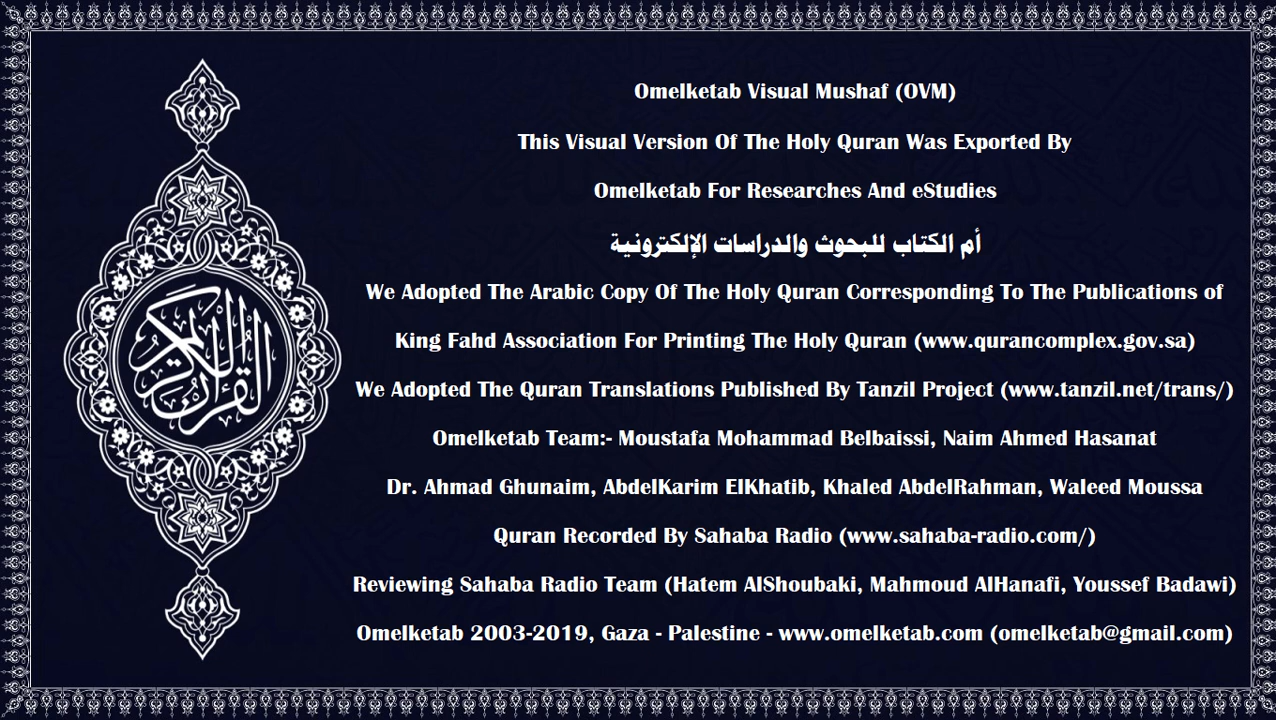 Omelketab Visual Mushaf (OVM)
This Visual Version Of The Holy Quran Was Exported By
Omelketab For Researches And eStudies
أم الكتاب للبحوث والدراسات الإلكترونية
We Adopted The Arabic Copy Of The Holy Quran Corresponding To The Publications of
King Fahd Association For Printing The Holy Quran (www.qurancomplex.gov.sa)
We Adopted The Quran Translations Published By Tanzil Project (www.tanzil.net/trans/)
Omelketab Team:- Moustafa Mohammad Belbaissi, Naim Ahmed Hasanat
Dr. Ahmad Ghunaim, AbdelKarim ElKhatib, Khaled AbdelRahman, Waleed Moussa
Quran Recorded By Sahaba Radio (www.sahaba-radio.com/)
Reviewing Sahaba Radio Team (Hatem AlShoubaki, Mahmoud AlHanafi, Youssef Badawi)
Omelketab 2003-2019, Gaza - Palestine - www.omelketab.com (omelketab@gmail.com)
القرآن الكريم